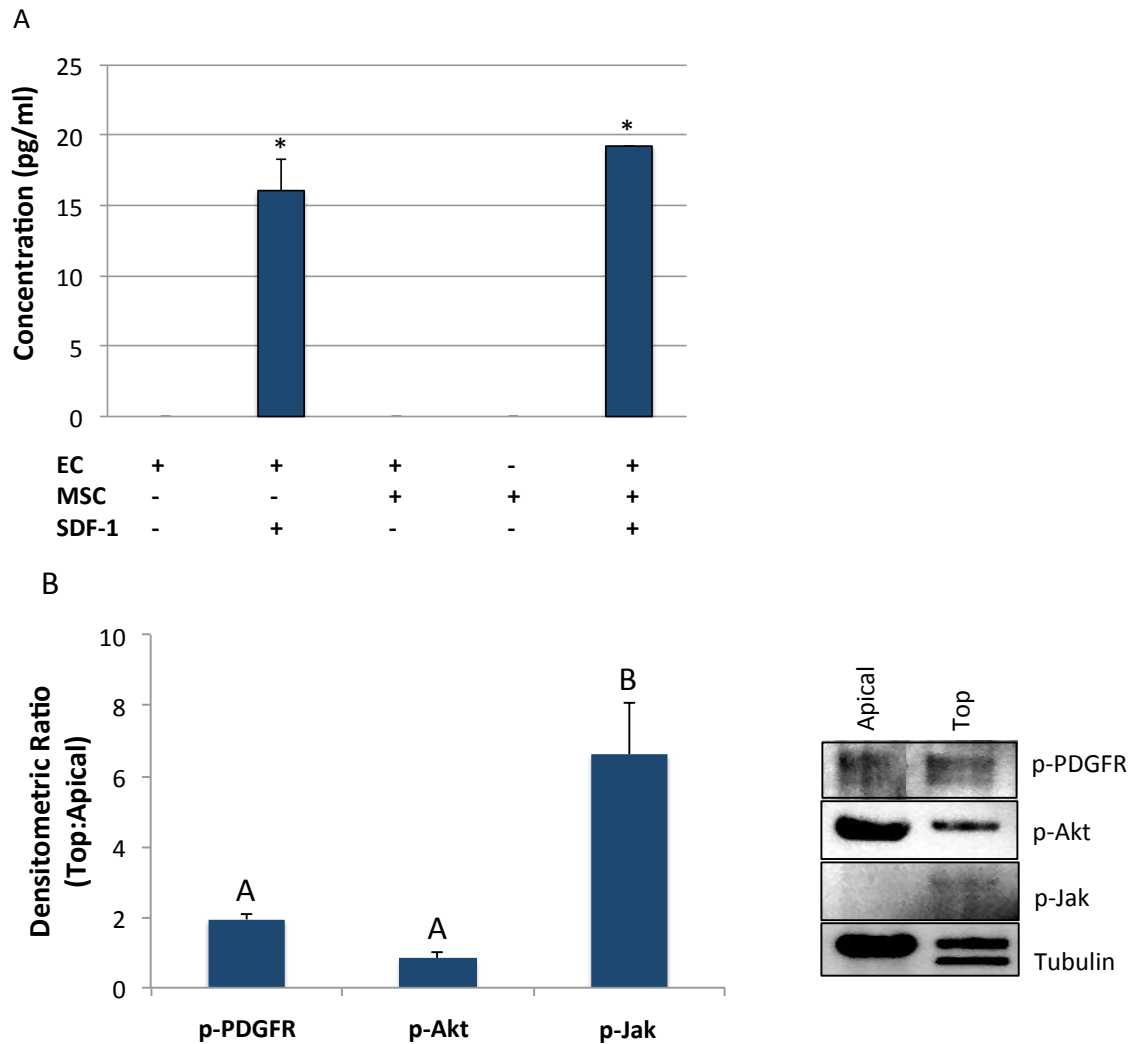 A
25
20
15
10
5
0
Concentration (pg/ml)
*
*
EC + + + - +
MSC - - + + +
SDF-1 - + - - +
B
10
8
6
4
2
0
Densitometric Ratio
(Top:Apical)
A
A
B
p-PDGFR p-Akt p-Jak
Apical
Top
p-PDGFR
p-Akt
p-Jak
Tubulin